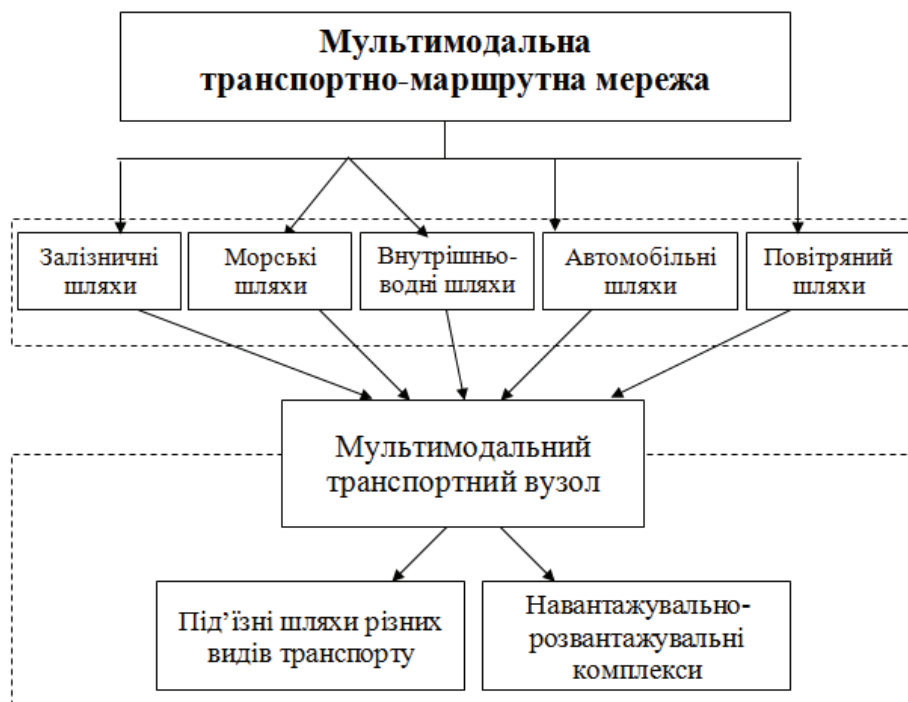 Мультимодальна
транспортно-маршрутна мережа
Залізничні
шляхи
Морські
шляхи
Внутрішньо-
водні шляхи
Автомобільні
шляхи
Повітряний
шляхи
Мультимодальний
транспортний вузол
Під’їзні шляхи різних
видів транспорту
Навантажувально-
розвантажувальні
комплекси